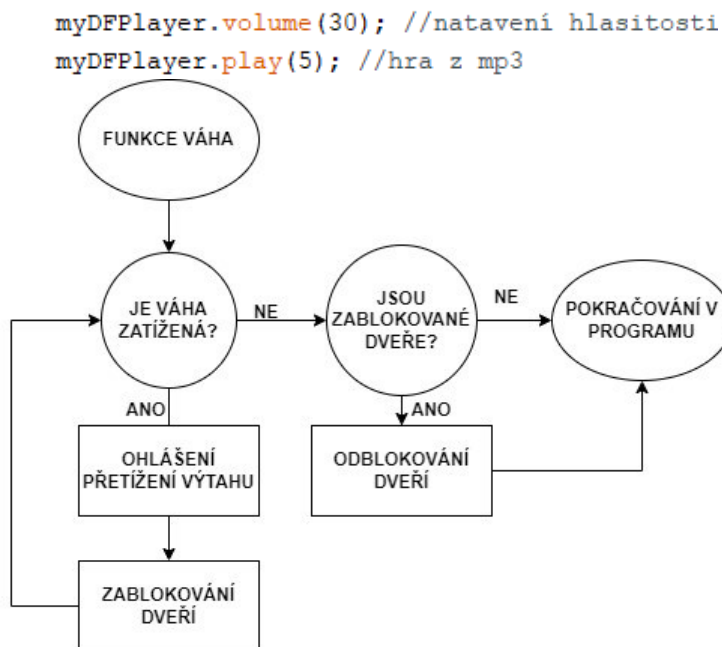 myDFPlayer.volume(30); //natavení hlasitosti
myDFPlayer.play(5); //hra z mp3
FUNKCE VÁHA
JE VÁHA
ZATÍŽENÁ?
NE
JSOU
ZABLOKOVANÉ
DVEŘE?
NE
POKRAČOVÁNÍ V
PROGRAMU
ANO
ANO
OHLÁŠENÍ
PŘETÍŽENÍ VÝTAHU
ODBLOKOVÁNÍ
DVEŘÍ
ZABLOKOVÁNÍ
DVEŘÍ